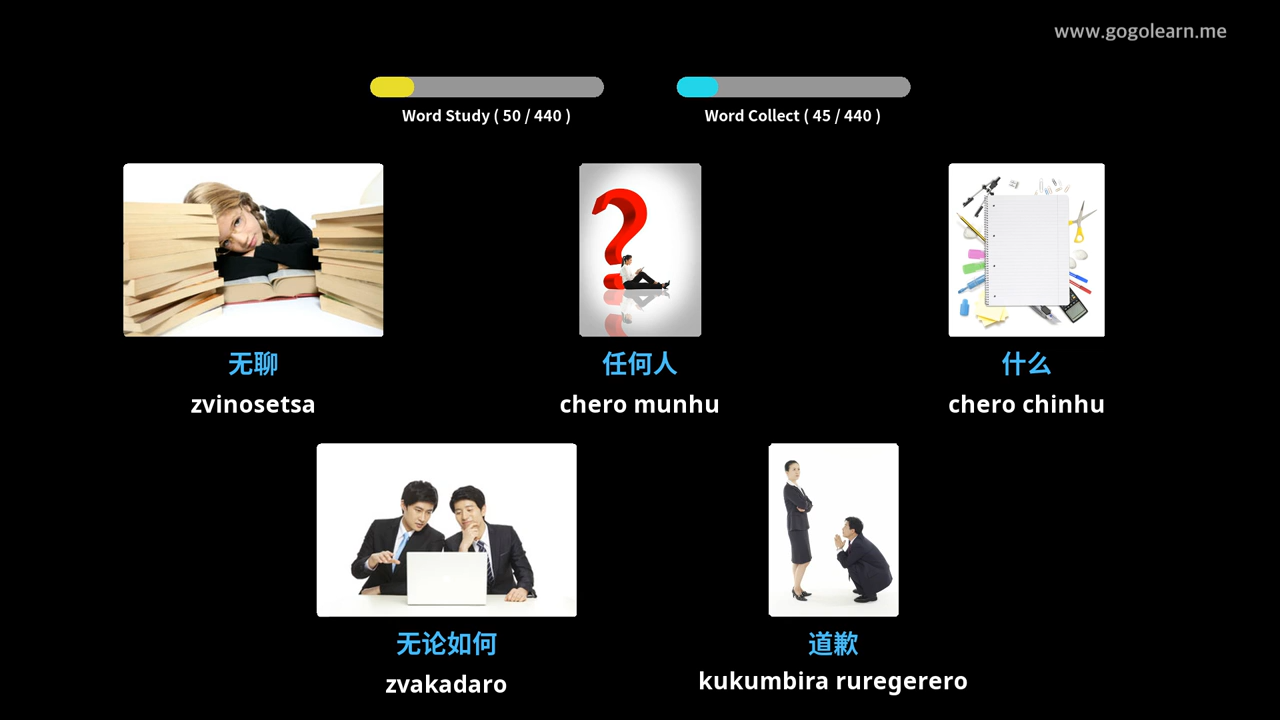 www.gogolearn.me
Word Study ( 50 / 440 )
Word Collect ( 45 / 440 )
无聊
zvinosetsa
任何人
chero munhu
什么
chero chinhu
无论如何
zvakadaro
道歉
kukumbira ruregerero